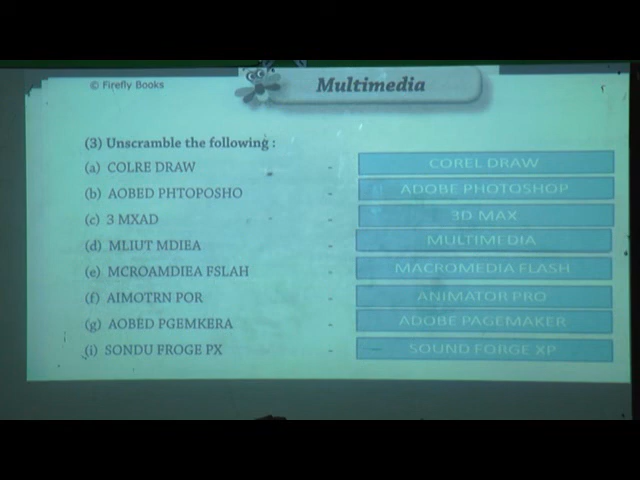 © Firefly Books
Multimedia
(3) Unscramble the following :
(a) COLRE DRAW - COREL DRAW
(b) AOBED PHTOPOSHO - ADOBE PHOTOSHOP
(c) 3 MXAD - 3D MAX
(d) MLIUT MDIEA - MULTIMEDIA
(e) MCROAMDIEA FSLAH - MACROMEDIA FLASH
(f) AIMOTRN POR - ANIMATOR PRO
(g) AOBED PGEMKERA - ADOBE PAGEMAKER
(i) SONDU FROGE PX - SOUND FORGE XP